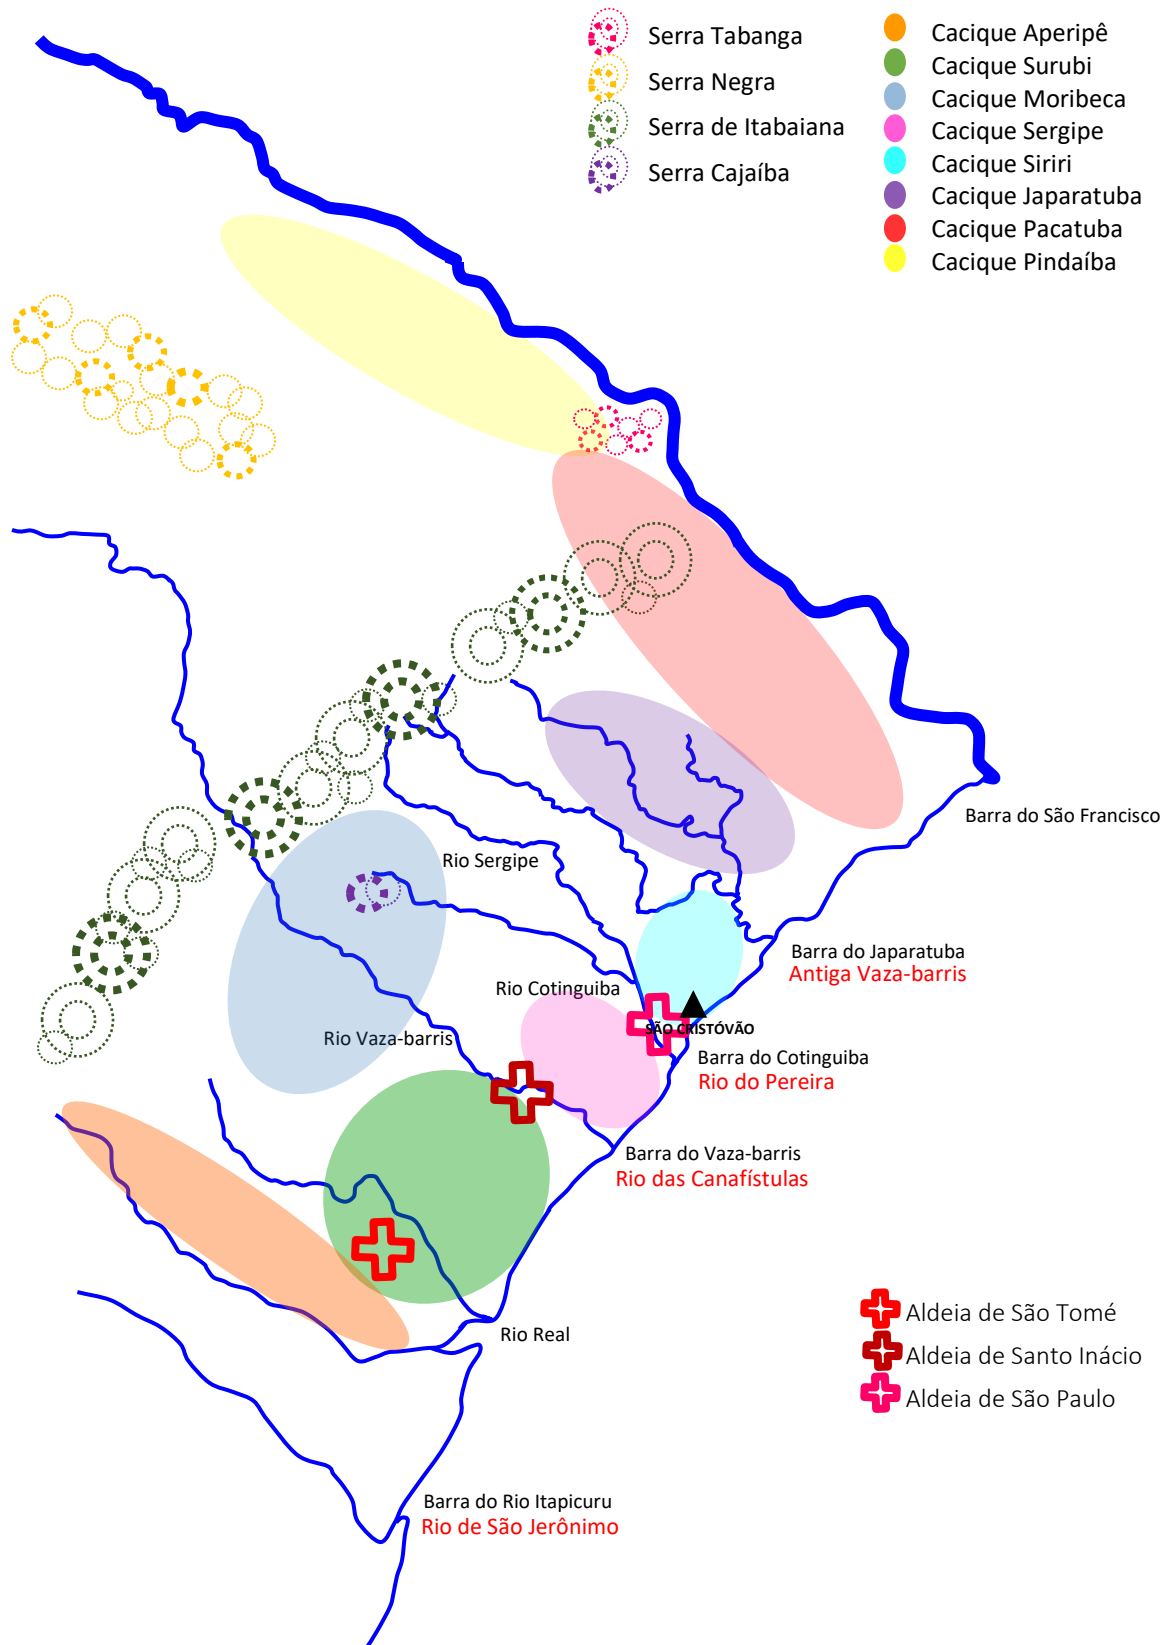 Serra Tabanga
Serra Negra
Serra de Itabaiana
Serra Cajaíba
Cacique Aperipê
Cacique Surubi
Cacique Moribeca
Cacique Sergipe
Cacique Siriri
Cacique Japaratuba
Cacique Pacatuba
Cacique Pindaíba
Barra do São Francisco
Rio Sergipe
Barra do Japaratuba
Antiga Vaza-barris
Rio Cotinguiba
SÃO CRISTÓVÃO
Rio Vaza-barris
Barra do Cotinguiba
Rio do Pereira
Barra do Vaza-barris
Rio das Canafístulas
Rio Real
Aldeia de São Tomé
Aldeia de Santo Inácio
Aldeia de São Paulo
Barra do Rio Itapicuru
Rio de São Jerônimo